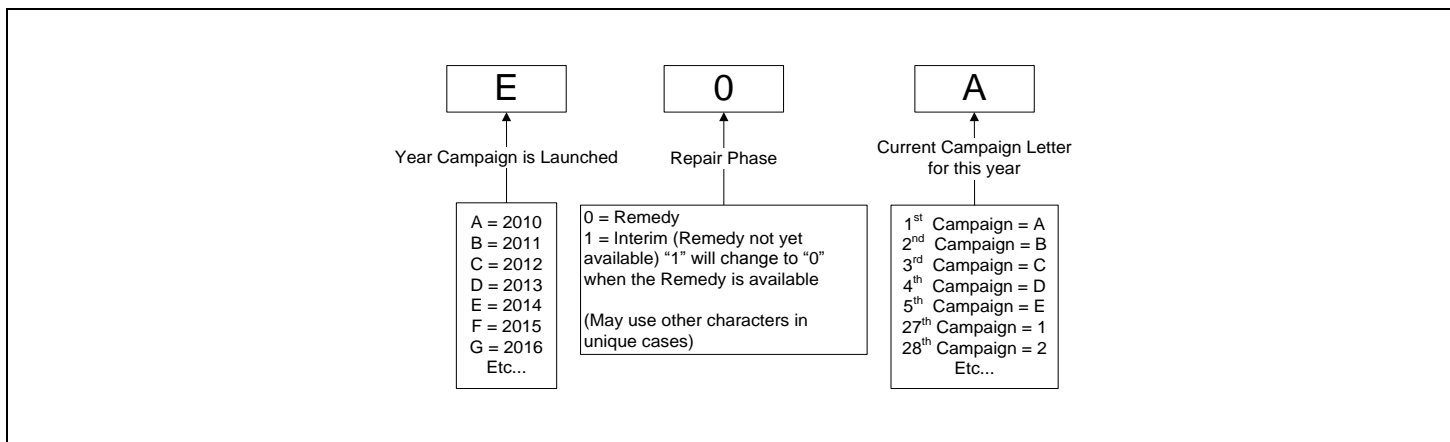 E
0
A
Year Campaign is Launched
Repair Phase
Current Campaign Letter
for this year
A = 2010
B = 2011
C = 2012
D = 2013
E = 2014
F = 2015
G = 2016
Etc...
0 = Remedy
1 = Interim (Remedy not yet
available) “1” will change to “0”
when the Remedy is available
(May use other characters in
unique cases)
1st Campaign = A
2nd Campaign = B
3rd Campaign = C
4th Campaign = D
5th Campaign = E
27th Campaign = 1
28th Campaign = 2
Etc...